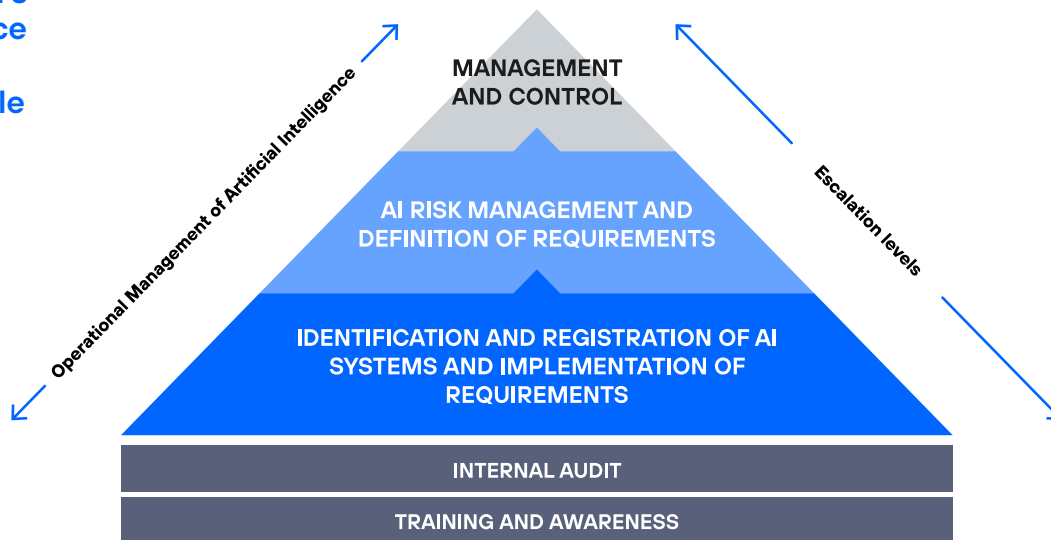 MANAGEMENT
AND CONTROL
Operational Management of Artificial Intelligence
Escalation levels
AI RISK MANAGEMENT AND
DEFINITION OF REQUIREMENTS
IDENTIFICATION AND REGISTRATION OF AI
SYSTEMS AND IMPLEMENTATION OF
REQUIREMENTS
INTERNAL AUDIT
TRAINING AND AWARENESS